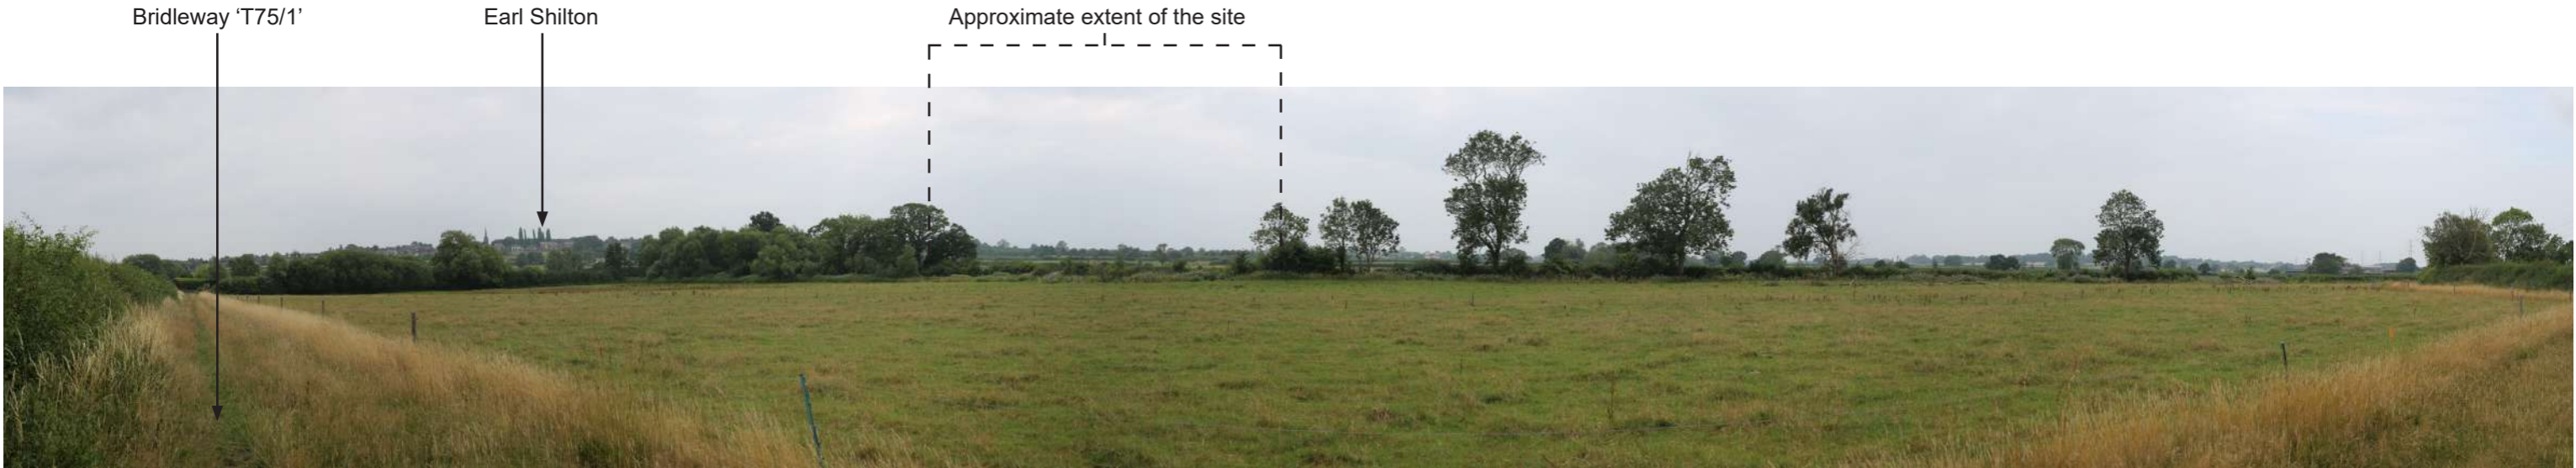 Bridleway ‘T75/1’
Earl Shilton
Approximate extent of the site